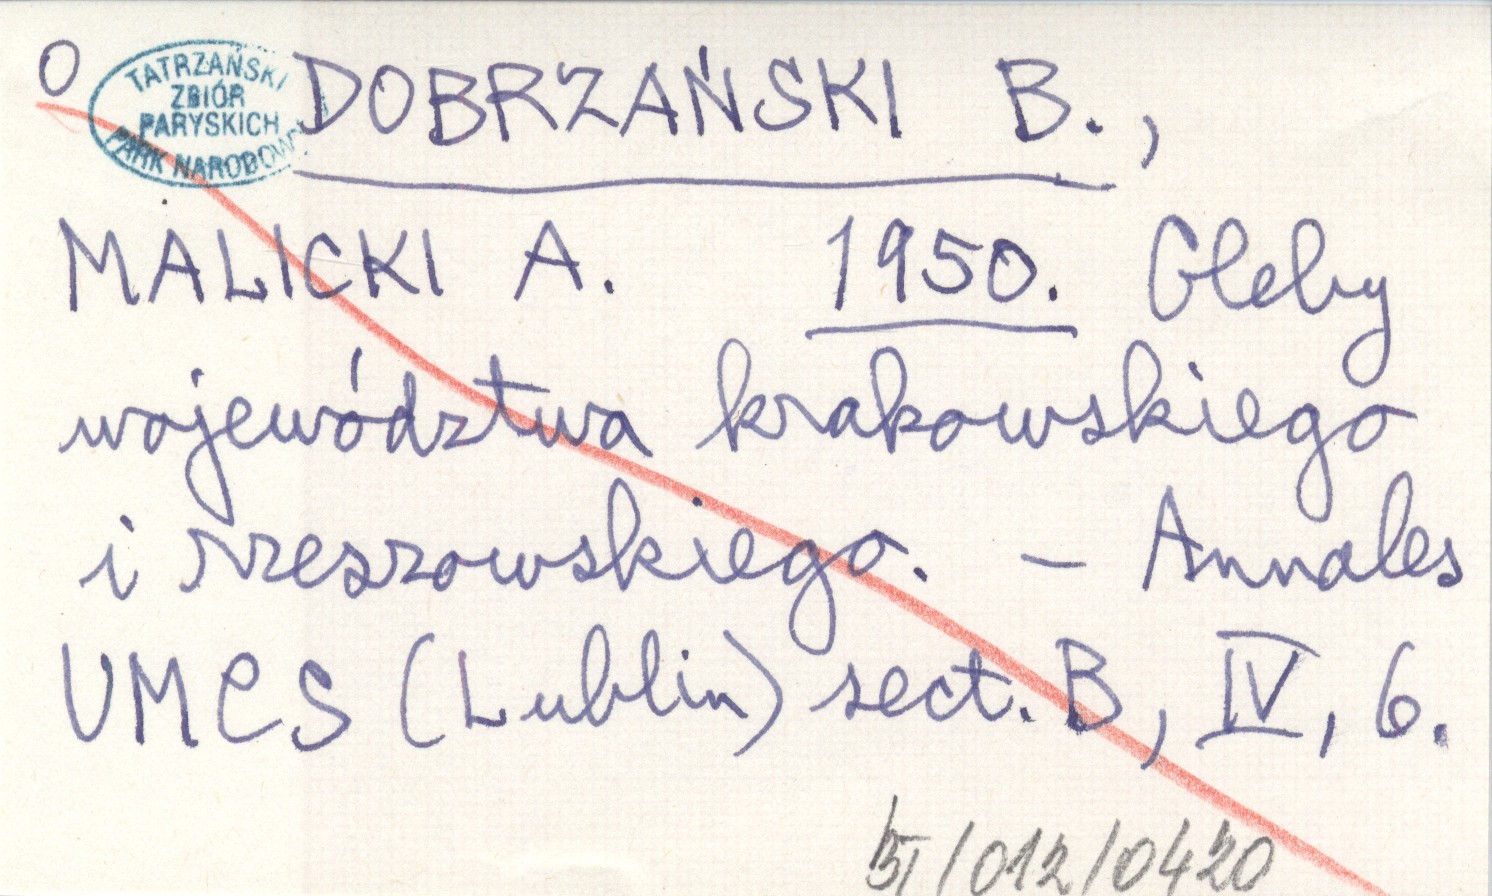 O
TATRZAŃSKI
ZBIÓR
PARYSKICH
PARK NARODOWY
DOBRZAŃSKI B.,
MALICKI A. 1950. Gleby
województwa krakowskiego
i rzeszowskiego. – Annales
UMCS (Lublin) sect. B, IV, 6.
/012/0420